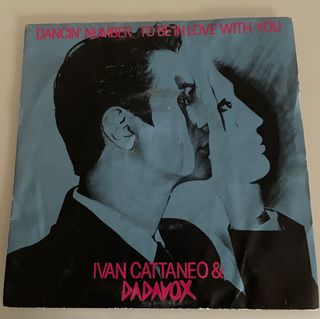 DANCIN' NUMBER / TO BE IN LOVE WITH YOU
IVAN CATTANEO &
DADAVOX